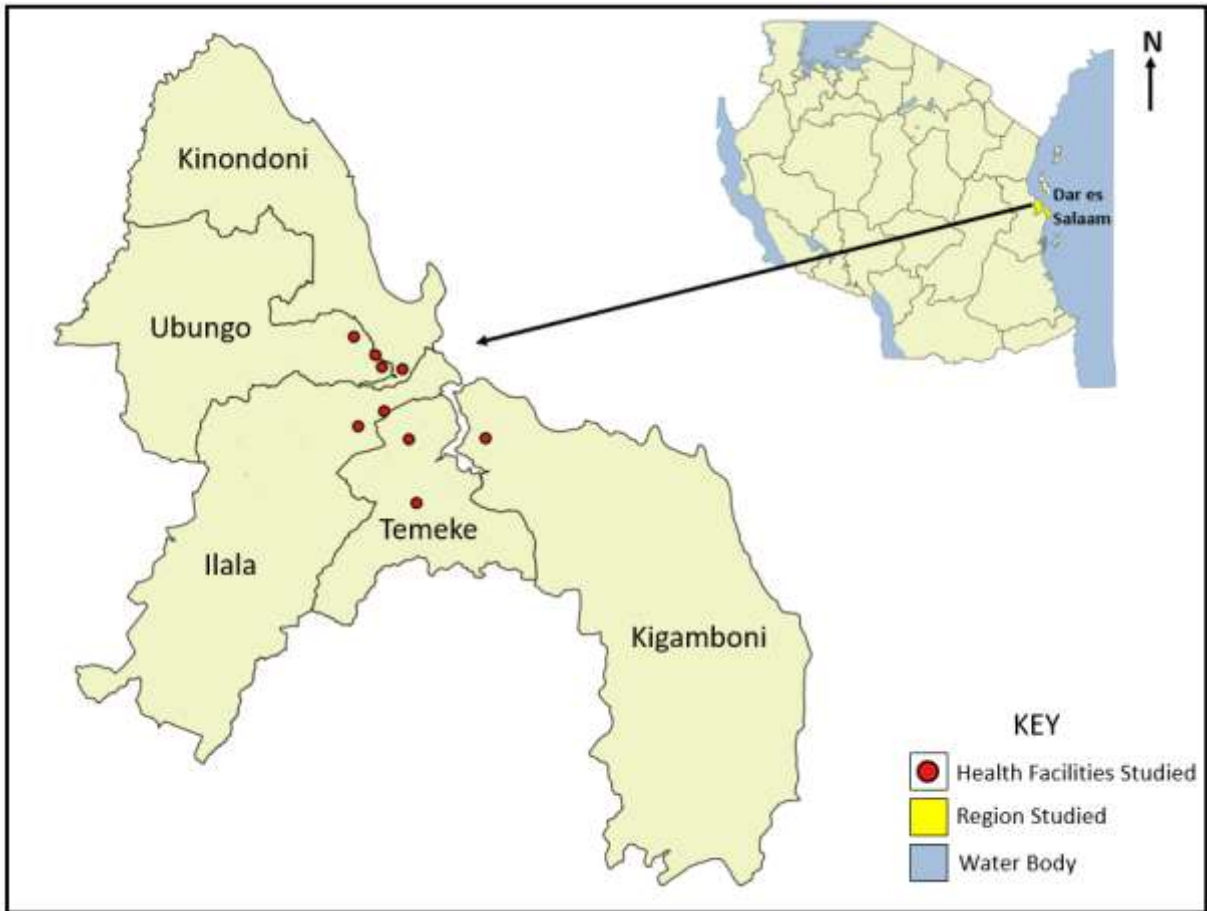 N
Dar es
Salaam
Kinondoni
Ubungo
Temeke
Ilala
Kigamboni
KEY
Health Facilities Studied
Region Studied
Water Body